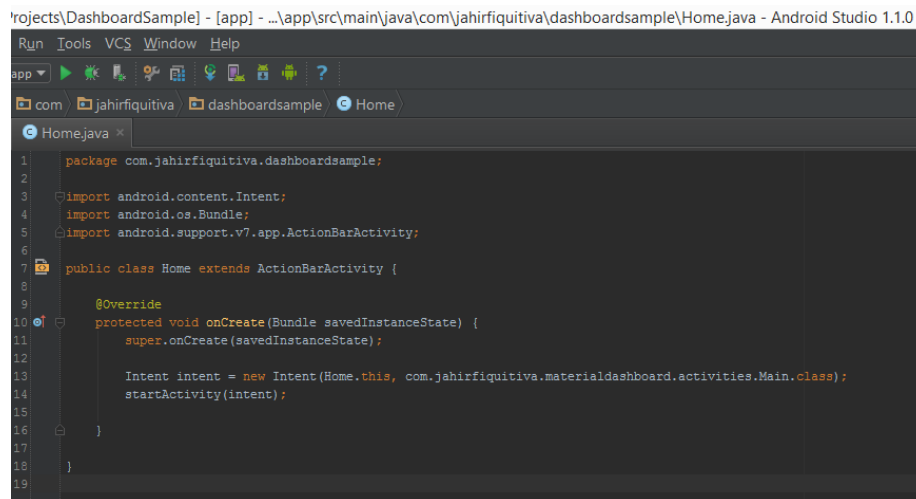 Projects\DashboardSample] - [app] - ...\app\src\main\java\com\jahirfiquitiva\dashboardsample\Home.java - Android Studio 1.1.0
Run Tools VCS Window Help
app
com jahirfiquitiva dashboardsample Home
Home.java
1 package com.jahirfiquitiva.dashboardsample;
2
3 import android.content.Intent;
4 import android.os.Bundle;
5 import android.support.v7.app.ActionBarActivity;
6
7 public class Home extends ActionBarActivity {
8
9 @Override
10 protected void onCreate(Bundle savedInstanceState) {
11 super.onCreate(savedInstanceState);
12
13 Intent intent = new Intent(Home.this, com.jahirfiquitiva.materialdashboard.activities.Main.class);
14 startActivity(intent);
15
16 }
17
18 }
19